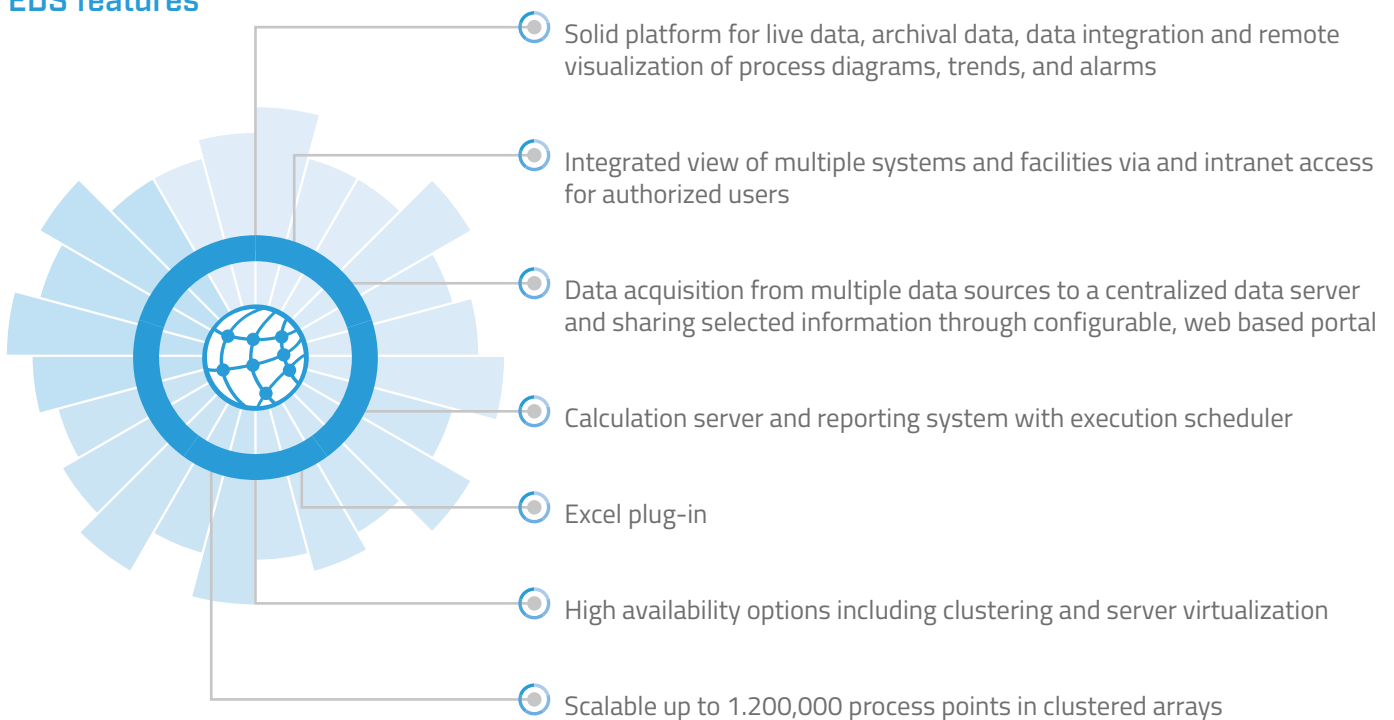 EDS features
Solid platform for live data, archival data, data integration and remote
visualization of process diagrams, trends, and alarms
Integrated view of multiple systems and facilities via and intranet access
for authorized users
Data acquisition from multiple data sources to a centralized data server
and sharing selected information through configurable, web based portal
Calculation server and reporting system with execution scheduler
Excel plug-in
High availability options including clustering and server virtualization
Scalable up to 1.200,000 process points in clustered arrays